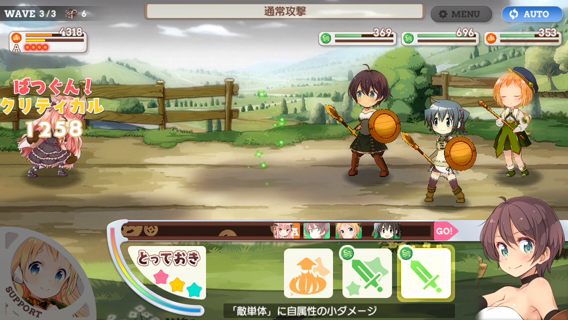 WAVE 3/3 6
通常攻撃
MENU
AUTO
4318
A
369
696
353
ばつぐん!
クリティカル
1258
GO!
とっておき
SUPPORT
「敵単体」に自属性の小ダメージ